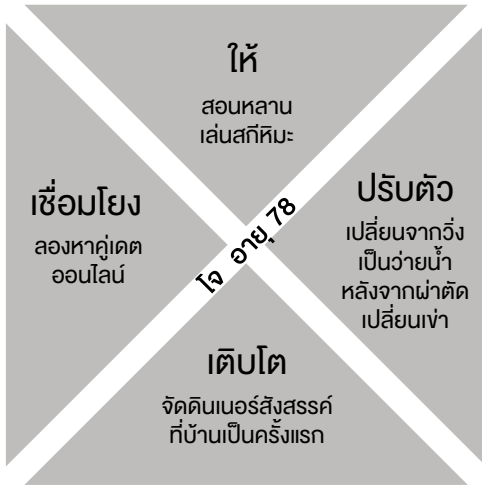 ให้
สอนหลาน
เล่นสกีหิมะ
เชื่อมโยง
ลองหาคู่เดต
ออนไลน์
โจ อายุ 78
ปรับตัว
เปลี่ยนจากวิ่ง
เป็นว่ายน้ำ
หลังจากผ่าตัด
เปลี่ยนเข่า
เติบโต
จัดดินเนอร์สังสรรค์
ที่บ้านเป็นครั้งแรก